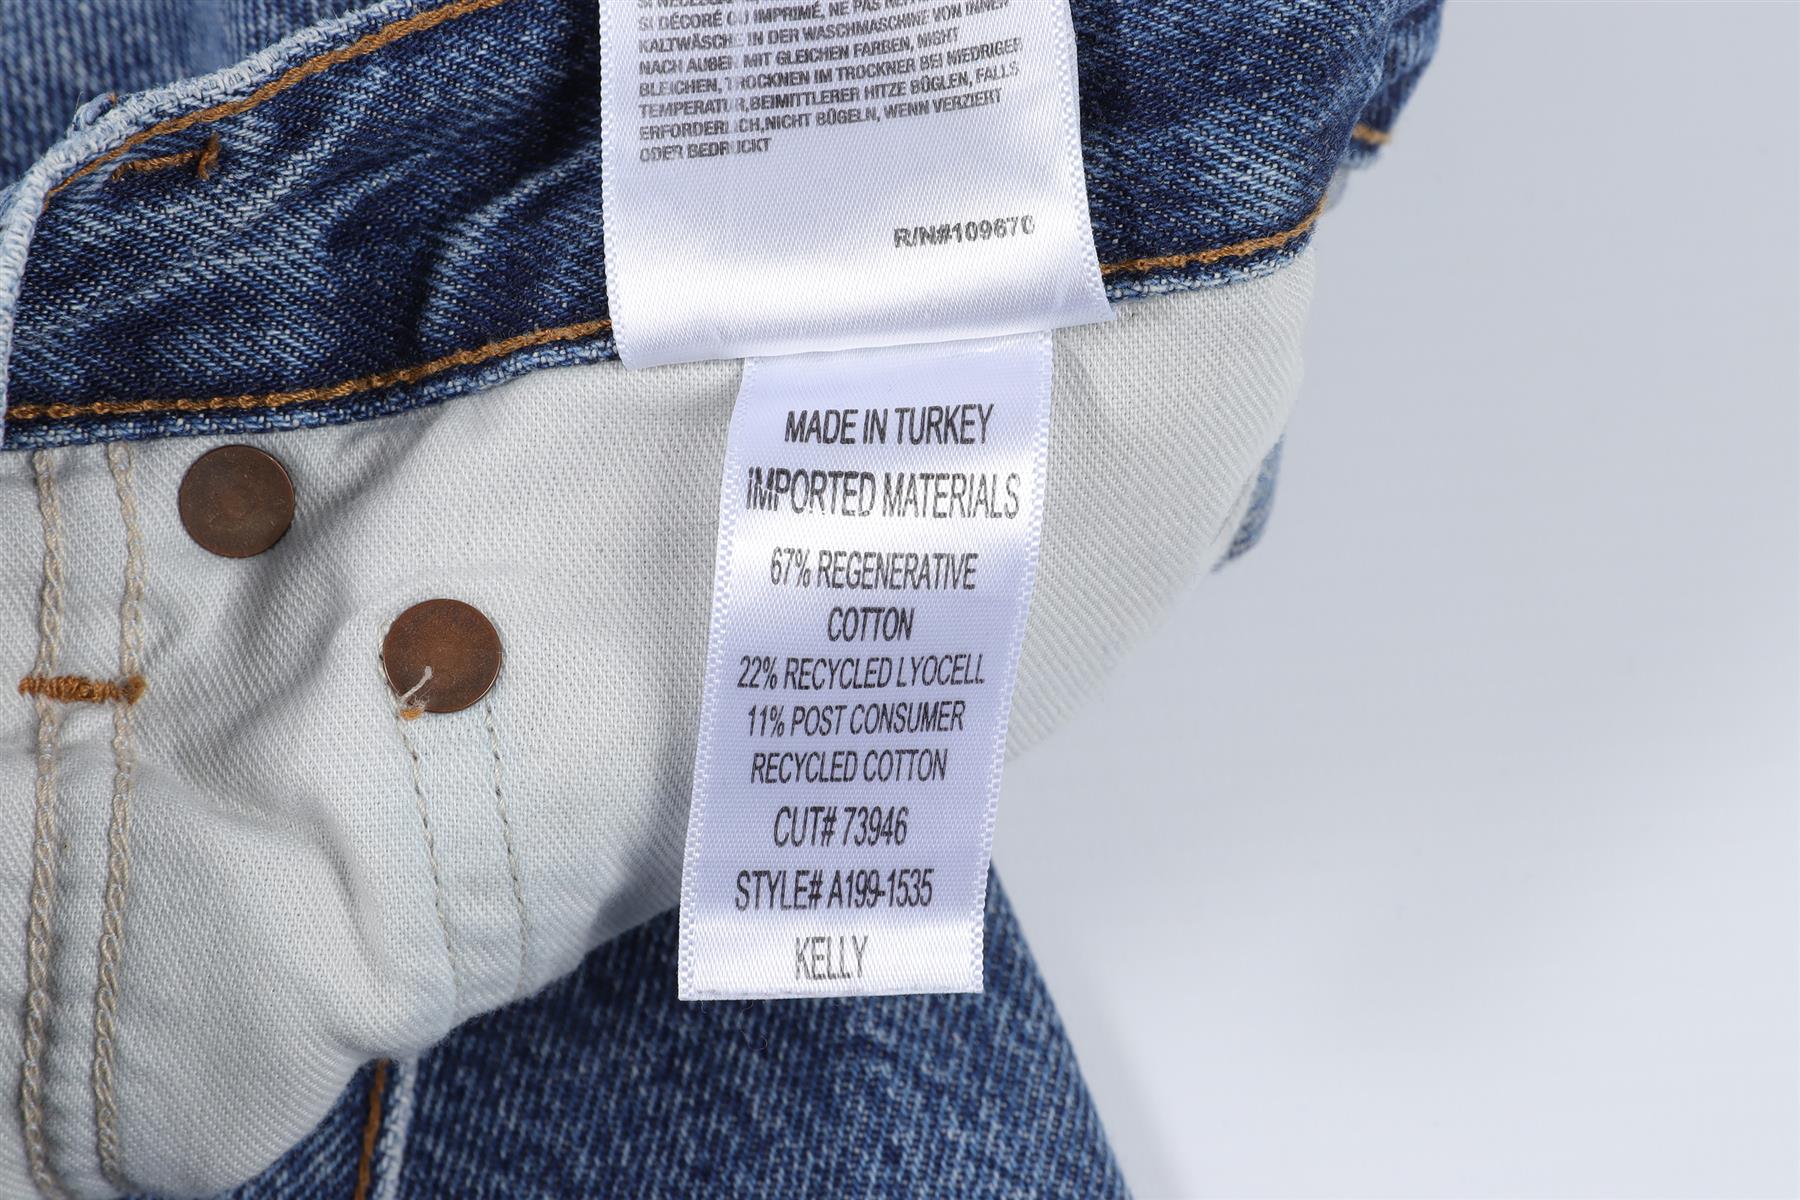 SI DÉCORÉ OU IMPRIMÉ, NE PAS
KALTWÄSCHE IN DER WASCHMASCHINE VON INNEN
NACH AUßEN MIT GLEICHEN FARBEN, NICHT
BLEICHEN, TROCKNEN IM TROCKNER BEI NIEDRIGER
TEMPERATUR,BEIMITTLERER HITZE BÜGLEN, FALLS
ERFORDERLICH,NICHT BÜGELN, WENN VERZIERT
ODER BEDRUCKT
R/N#109670
MADE IN TURKEY
IMPORTED MATERIALS
67% REGENERATIVE
COTTON
22% RECYCLED LYOCELL
11% POST CONSUMER
RECYCLED COTTON
CUT# 73946
STYLE# A199-1535
KELLY